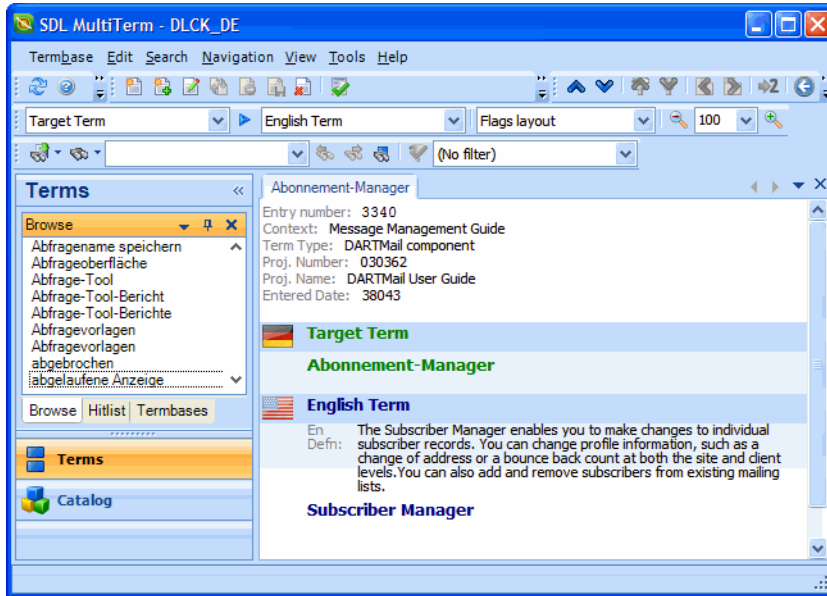 SDL MultiTerm - DLCK_DE
Termbase Edit Search Navigation View Tools Help
2
Target Term English Term Flags layout 100
(No filter)
Terms «
Browse
Abfragename speichern
Abfrageoberfläche
Abfrage-Tool
Abfrage-Tool-Bericht
Abfrage-Tool-Berichte
Abfragevorlagen
Abfragevorlagen
abgebrochen
abgelaufene Anzeige
Browse Hitlist Termbases
Terms
Catalog
Abonnement-Manager
Entry number: 3340
Context: Message Management Guide
Term Type: DARTMail component
Proj. Number: 030362
Proj. Name: DARTMail User Guide
Entered Date: 38043
Target Term
Abonnement-Manager
English Term
En Defn: The Subscriber Manager enables you to make changes to individual
subscriber records. You can change profile information, such as a
change of address or a bounce back count at both the site and client
levels.You can also add and remove subscribers from existing mailing
lists.
Subscriber Manager